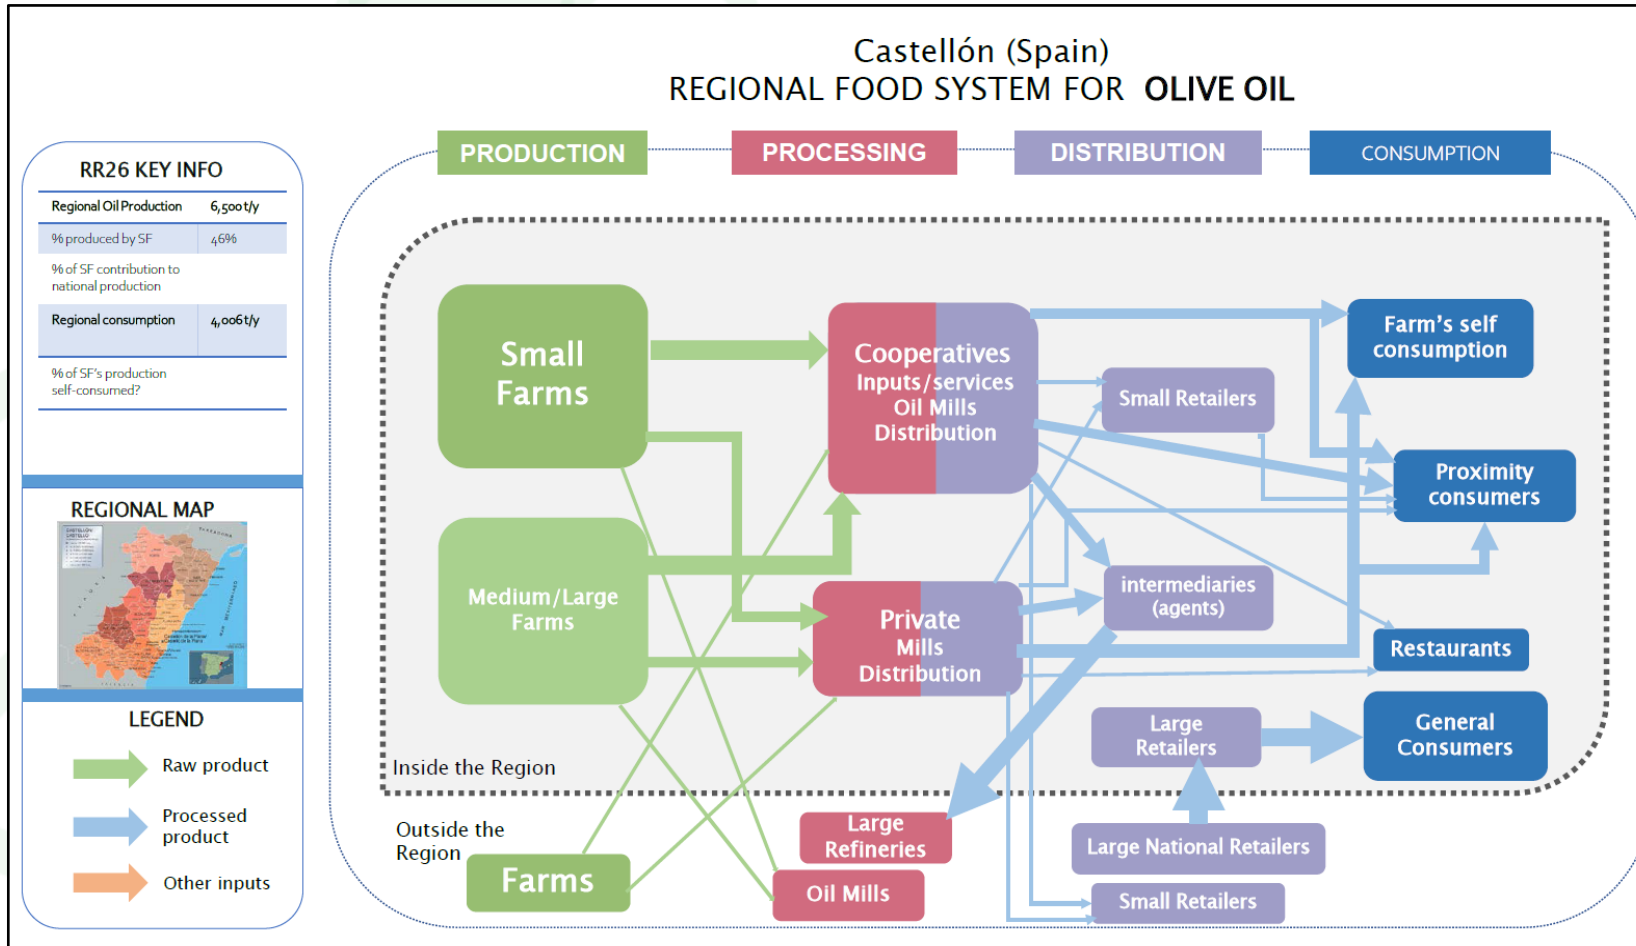 Castellón (Spain)
REGIONAL FOOD SYSTEM FOR OLIVE OIL
PRODUCTION
PROCESSING
DISTRIBUTION
CONSUMPTION
RR26 KEY INFO
Regional Oil Production 6,500 t/y
% produced by SF 46%
% of SF contribution to
national production
Regional consumption 4,006 t/y
% of SF's production
self-consumed?
REGIONAL MAP
LEGEND
Raw product
Processed
product
Other inputs
Small
Farms
Medium/Large
Farms
Cooperatives
Inputs/services
Oil Mills
Distribution
Private
Mills
Distribution
Small Retailers
intermediaries
(agents)
Large
Retailers
Farm's self
consumption
Proximity
consumers
Restaurants
General
Consumers
Inside the Region
Outside the
Region
Farms
Large
Refineries
Oil Mills
Large National Retailers
Small Retailers